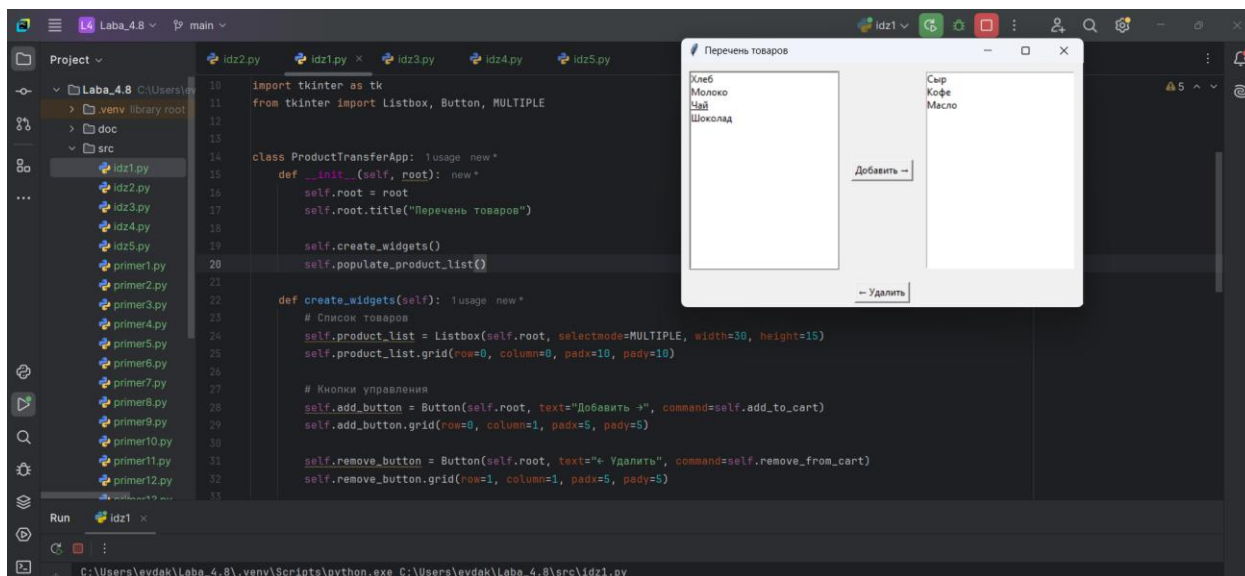 L4 Laba_4.8 main idz1
Project idz2.py idz1.py idz3.py idz4.py idz5.py
Перечень товаров
Хлеб
Молоко
Чай
Шоколад
Добавить →
← Удалить
Сыр
Кофе
Масло
5
Laba_4.8 C:\Users\ev
.venv library root
doc
src
idz1.py
idz2.py
idz3.py
idz4.py
idz5.py
primer1.py
primer2.py
primer3.py
primer4.py
primer5.py
primer6.py
primer7.py
primer8.py
primer9.py
primer10.py
primer11.py
primer12.py
10 import tkinter as tk
11 from tkinter import Listbox, Button, MULTIPLE
12
13
14 class ProductTransferApp: 1 usage new *
15 def __init__(self, root): new *
16 self.root = root
17 self.root.title("Перечень товаров")
18
19 self.create_widgets()
20 self.populate_product_list()
21
22 def create_widgets(self): 1 usage new *
23 # Список товаров
24 self.product_list = Listbox(self.root, selectmode=MULTIPLE, width=30, height=15)
25 self.product_list.grid(row=0, column=0, padx=10, pady=10)
26
27 # Кнопки управления
28 self.add_button = Button(self.root, text="Добавить →", command=self.add_to_cart)
29 self.add_button.grid(row=0, column=1, padx=5, pady=5)
30
31 self.remove_button = Button(self.root, text="← Удалить", command=self.remove_from_cart)
32 self.remove_button.grid(row=1, column=1, padx=5, pady=5)
33
Run idz1
C:\Users\evdak\Laba_4.8\.venv\Scripts\python.exe C:\Users\evdak\Laba_4.8\src\idz1.py